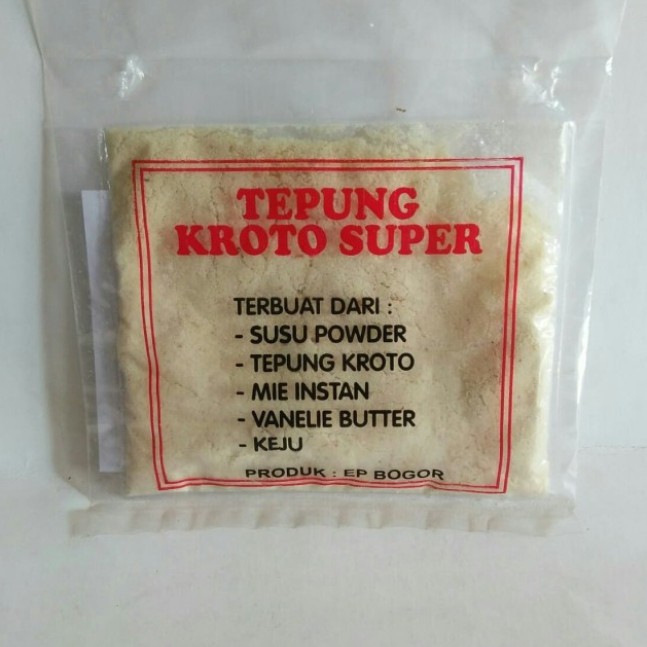 TEPUNG
KROTO SUPER
TERBUAT DARI :
- SUSU POWDER
- TEPUNG KROTO
- MIE INSTAN
- VANELIE BUTTER
- KEJU
PRODUK : EP BOGOR